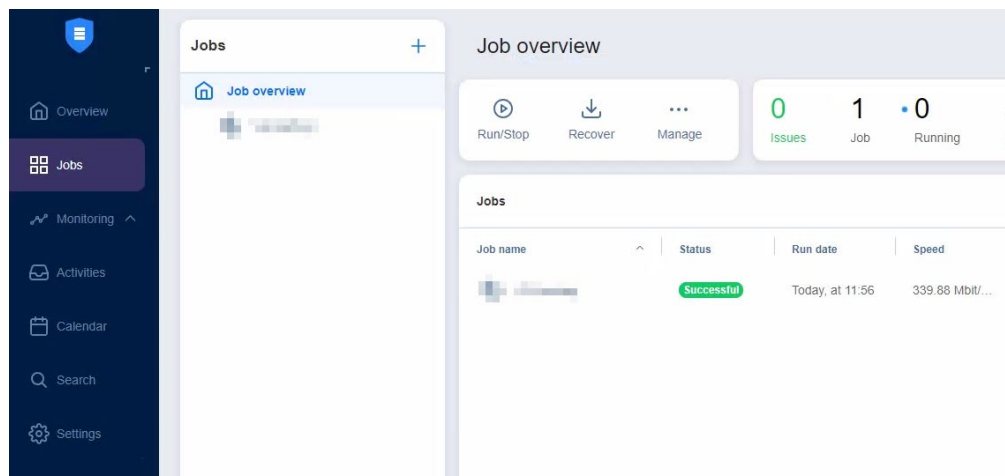 Overview
Jobs
Monitoring
Activities
Calendar
Search
Settings
Jobs
Job overview
Job overview
Run/Stop
Recover
Manage
0
Issues
1
Job
0
Running
Jobs
Job name
Status
Run date
Speed
Successful
Today, at 11:56
339.88 Mbit/...